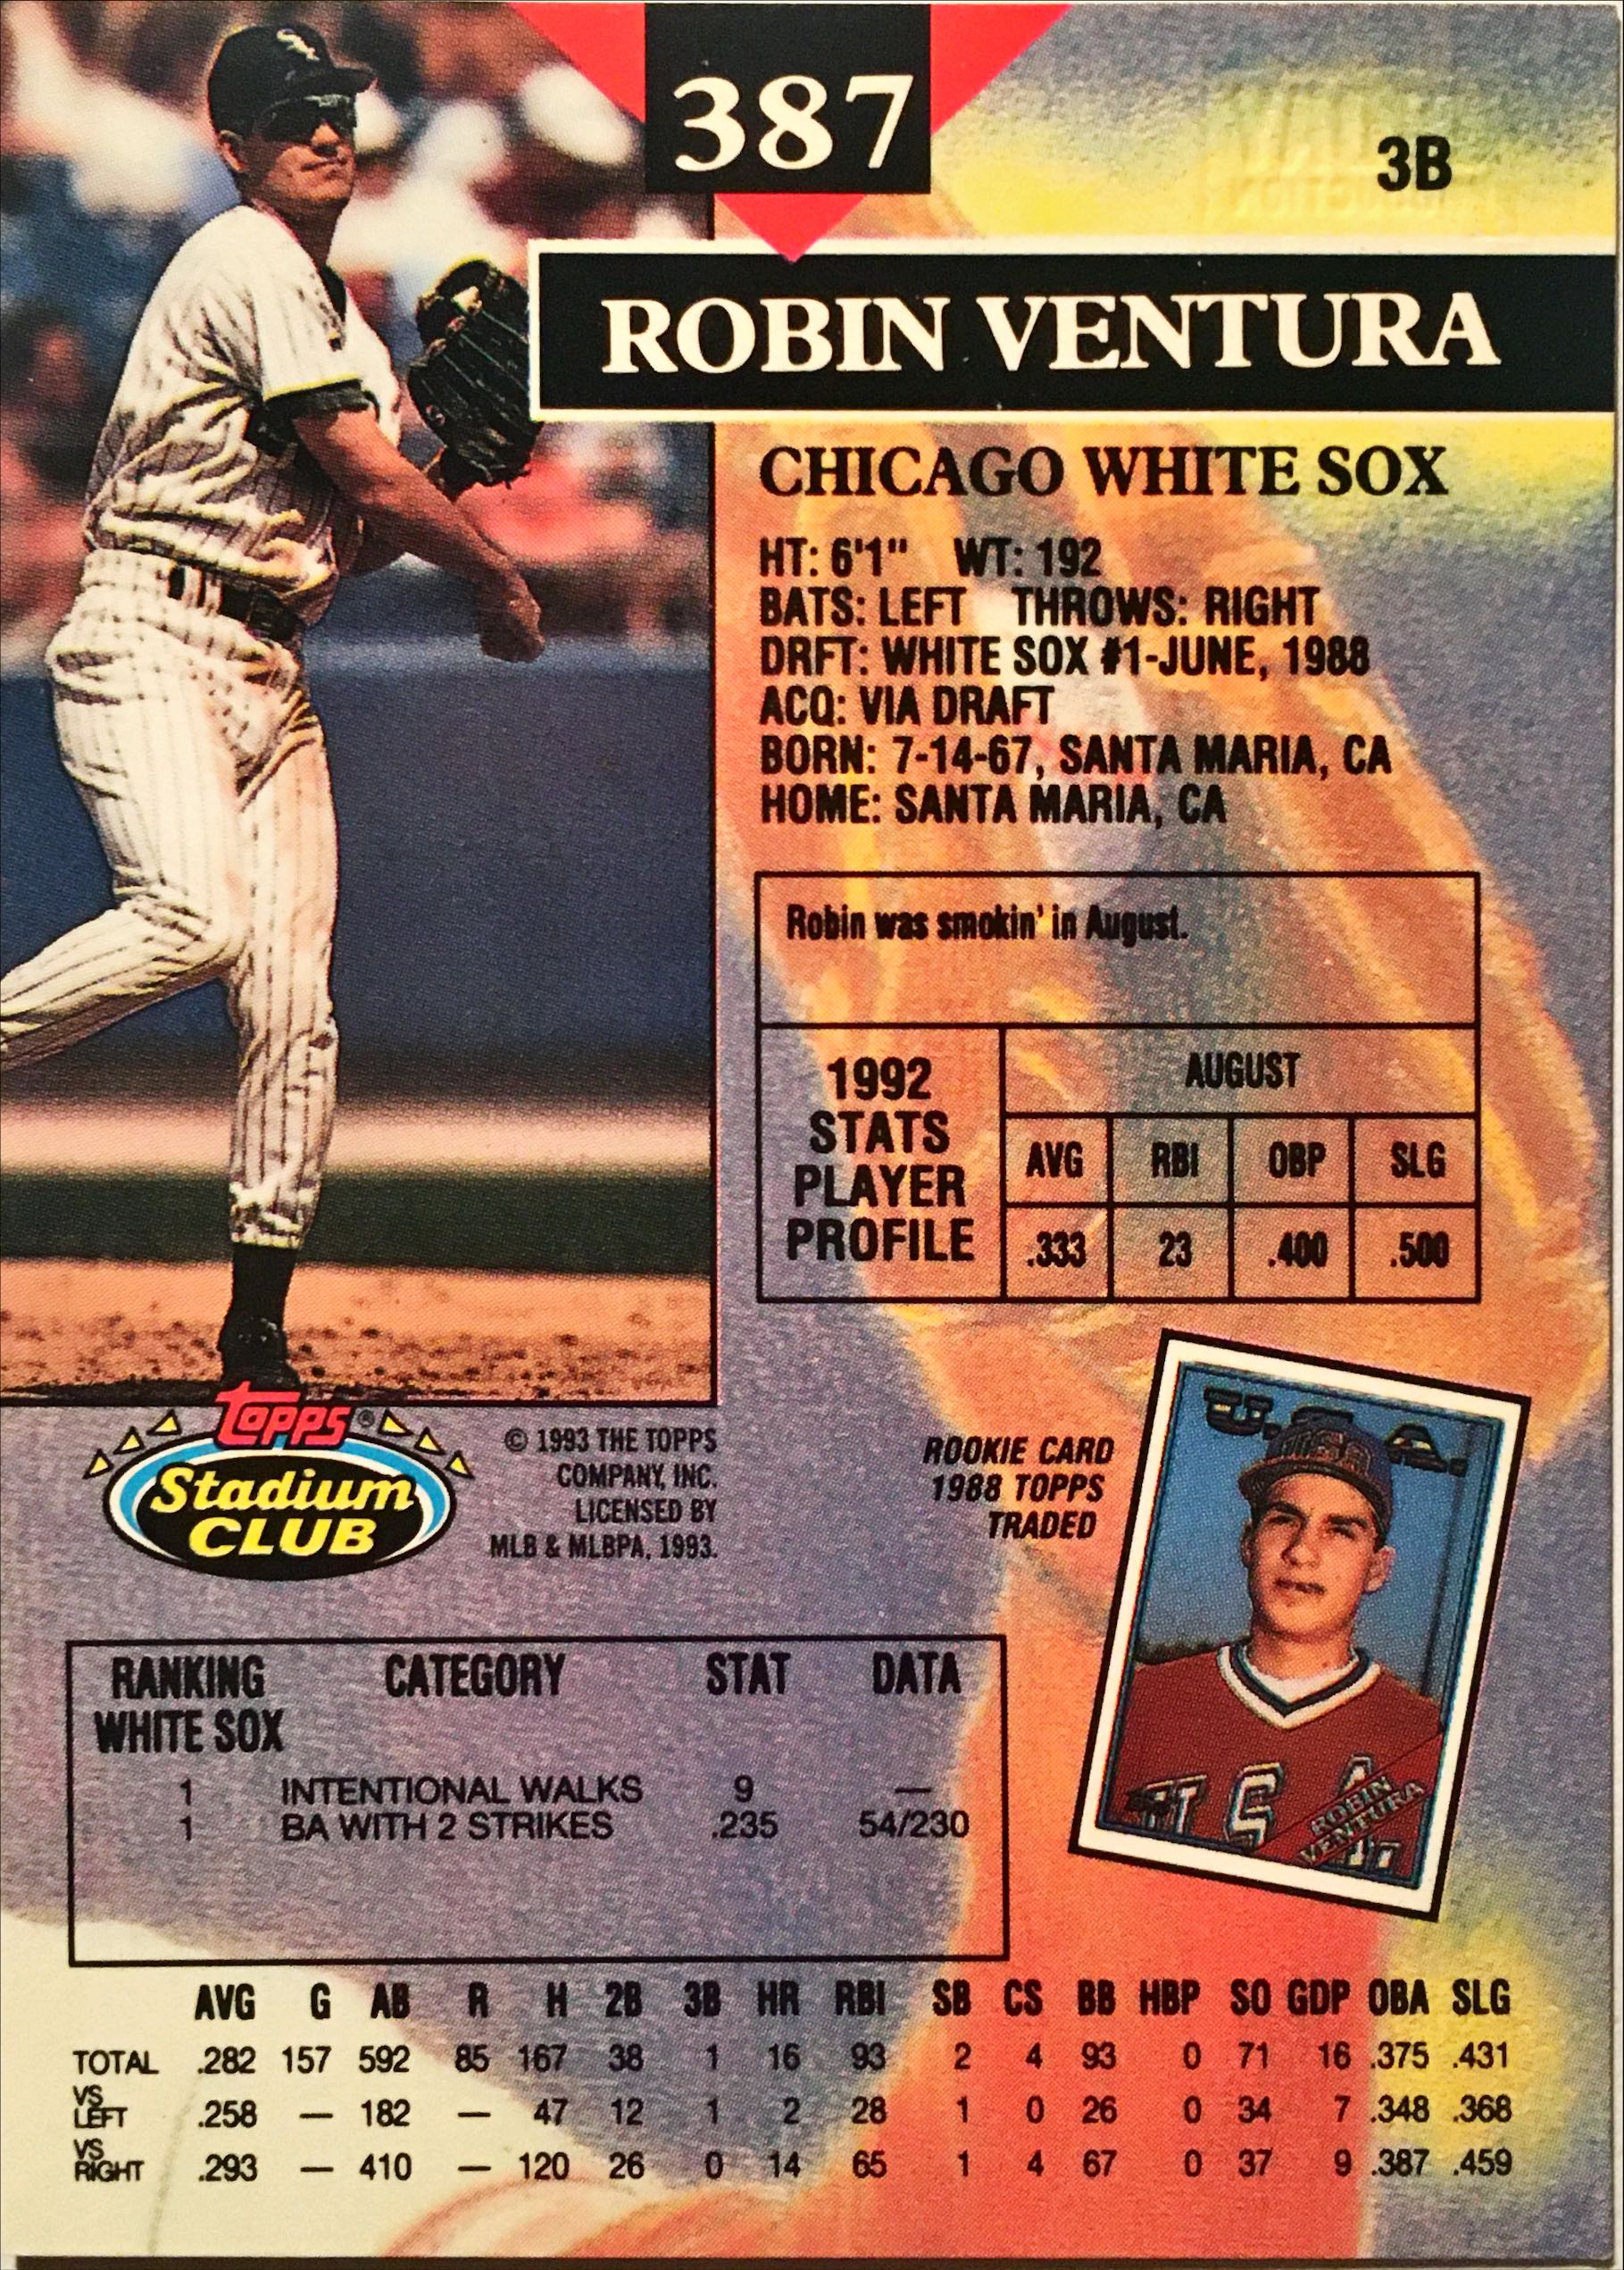 387
3B
ROBIN VENTURA
CHICAGO WHITE SOX
HT: 6'1" WT: 192
BATS: LEFT THROWS: RIGHT
DRFT: WHITE SOX #1-JUNE, 1988
ACQ: VIA DRAFT
BORN: 7-14-67, SANTA MARIA, CA
HOME: SANTA MARIA, CA
Robin was smokin' in August.
1992
STATS
PLAYER
PROFILE
AUGUST
AVG RBI OBP SLG
.333 23 .400 .500
Topps®
Stadium
CLUB
© 1993 THE TOPPS
COMPANY, INC.
LICENSED BY
MLB & MLBPA, 1993.
ROOKIE CARD
1988 TOPPS
TRADED
U.S.A.
ROBIN
VENTURA
RANKING CATEGORY STAT DATA
WHITE SOX
1 INTENTIONAL WALKS 9 —
1 BA WITH 2 STRIKES .235 54/230
AVG G AB R H 2B 3B HR RBI SB CS BB HBP SO GDP OBA SLG
TOTAL .282 157 592 85 167 38 1 16 93 2 4 93 0 71 16 .375 .431
VS
LEFT .258 — 182 — 47 12 1 2 28 1 0 26 0 34 7 .348 .368
VS
RIGHT .293 — 410 — 120 26 0 14 65 1 4 67 0 37 9 .387 .459